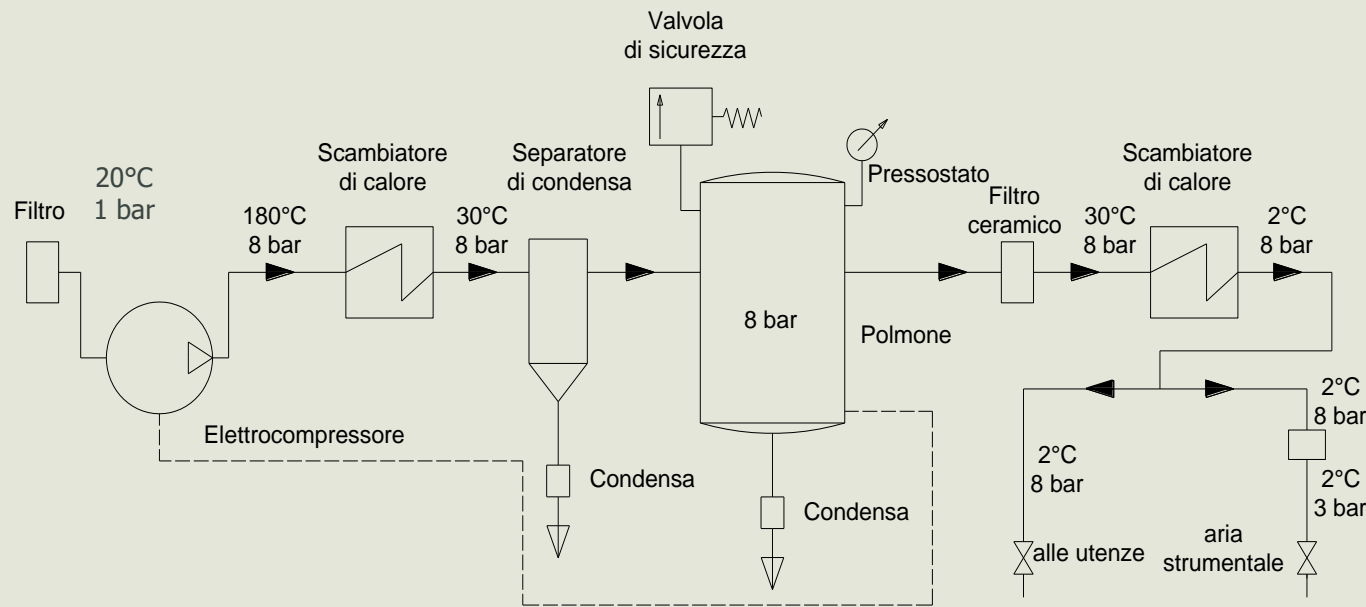 Valvola
di sicurezza
Scambiatore
di calore
Separatore
di condensa
Scambiatore
di calore
20°C
1 bar
Filtro
180°C
8 bar
30°C
8 bar
Pressostato
Filtro
ceramico
30°C
8 bar
2°C
8 bar
8 bar
Polmone
Elettrocompressore
Condensa
Condensa
2°C
8 bar
2°C
8 bar
2°C
3 bar
alle utenze
aria
strumentale